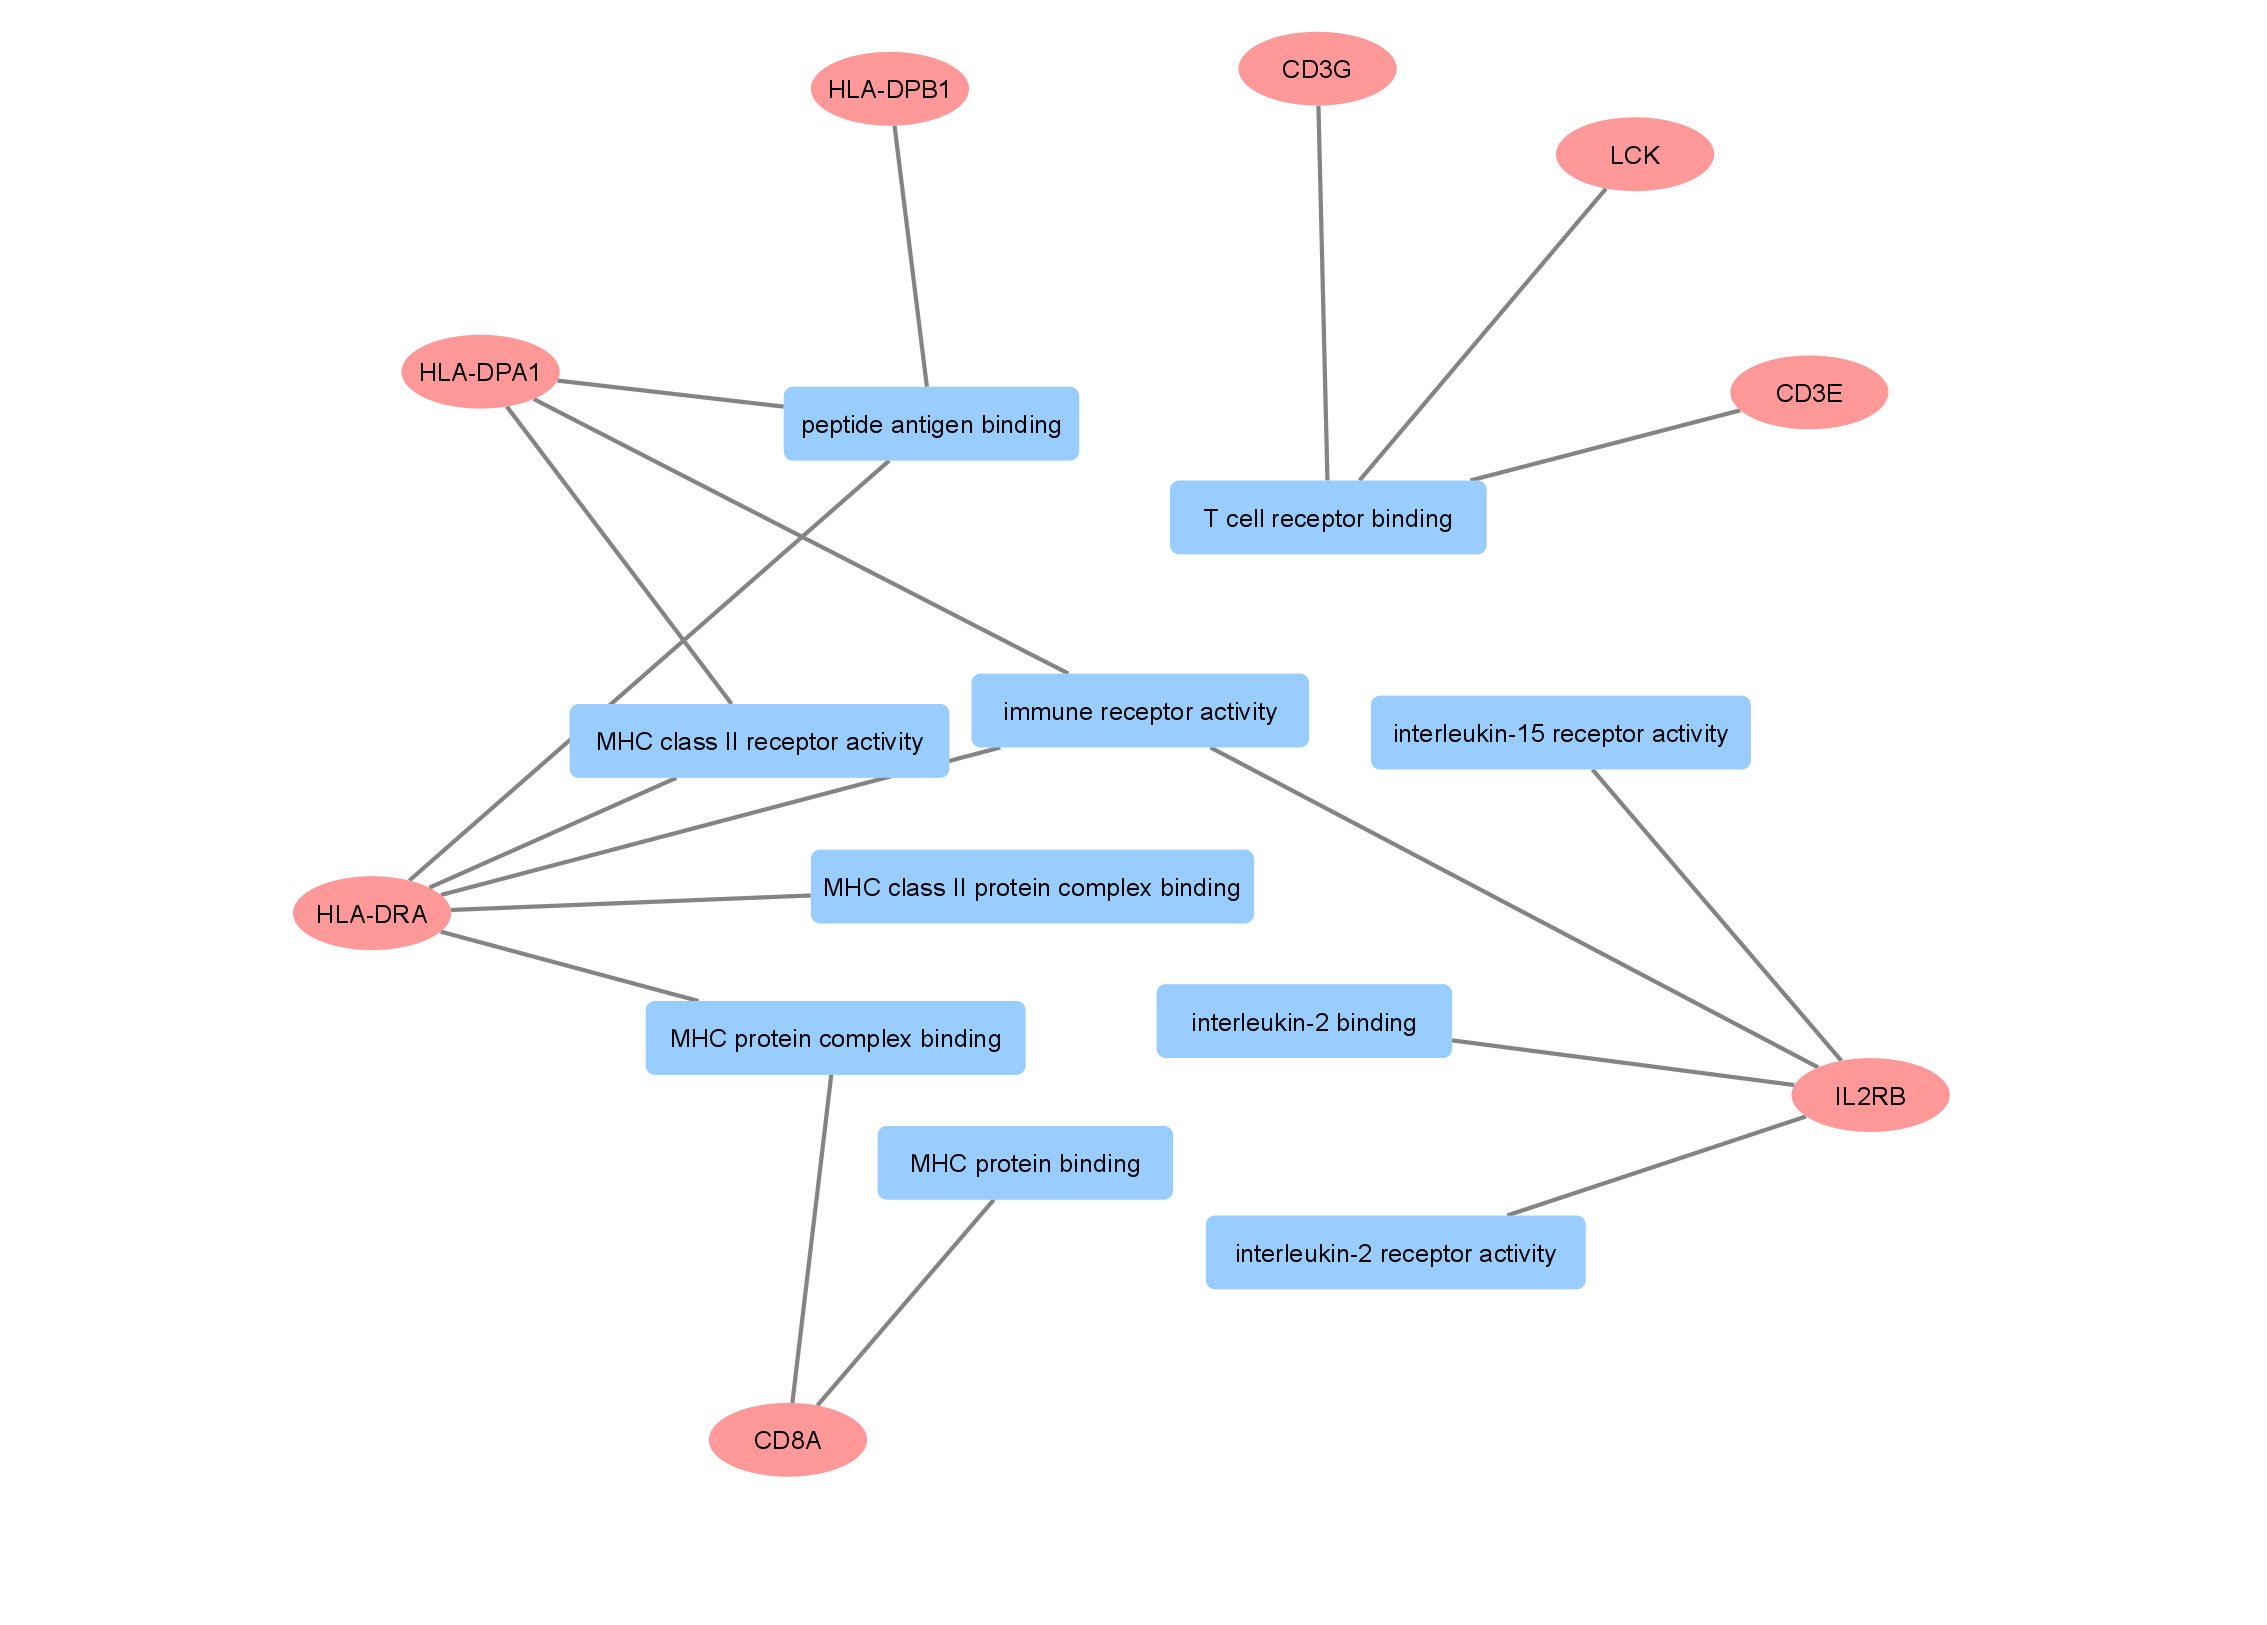 CD3G
HLA-DPB1
LCK
HLA-DPA1
CD3E
peptide antigen binding
T cell receptor binding
immune receptor activity
interleukin-15 receptor activity
MHC class II receptor activity
MHC class II protein complex binding
HLA-DRA
interleukin-2 binding
MHC protein complex binding
IL2RB
MHC protein binding
interleukin-2 receptor activity
CD8A